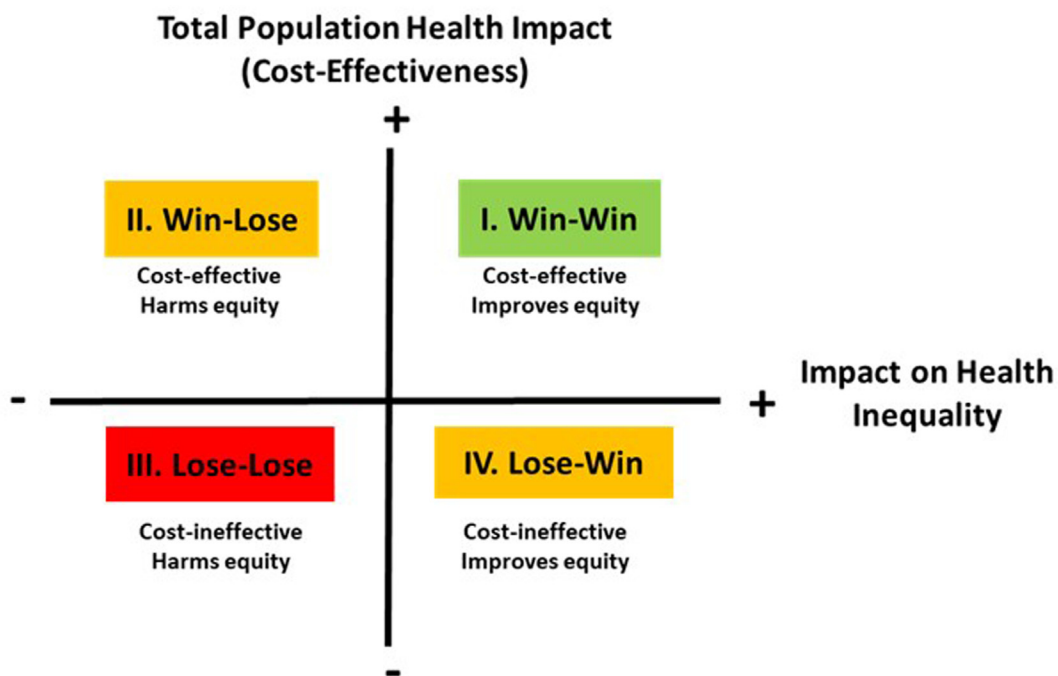 Total Population Health Impact
(Cost-Effectiveness)
+
II. Win-Lose
I. Win-Win
Cost-effective
Harms equity
Cost-effective
Improves equity
-
+
Impact on Health
Inequality
III. Lose-Lose
IV. Lose-Win
Cost-ineffective
Harms equity
Cost-ineffective
Improves equity
-